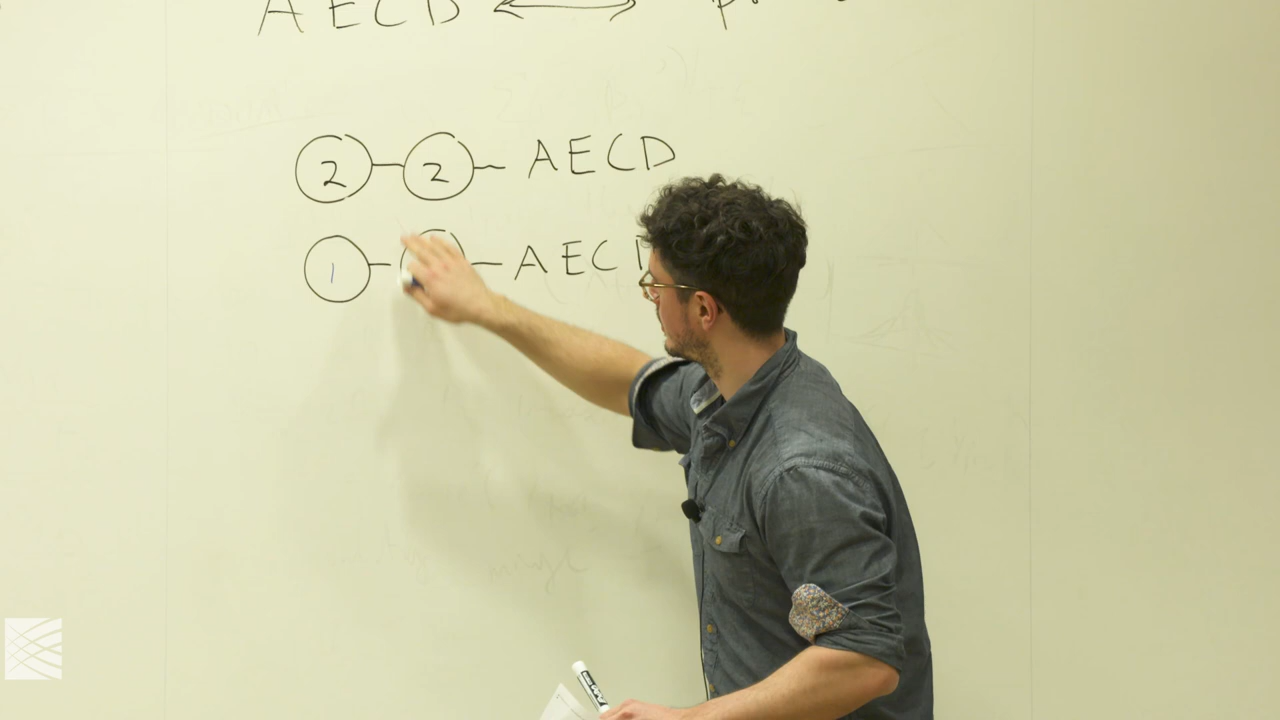 AECD ⟷
2 — 2 — AECD
1 — — AEC